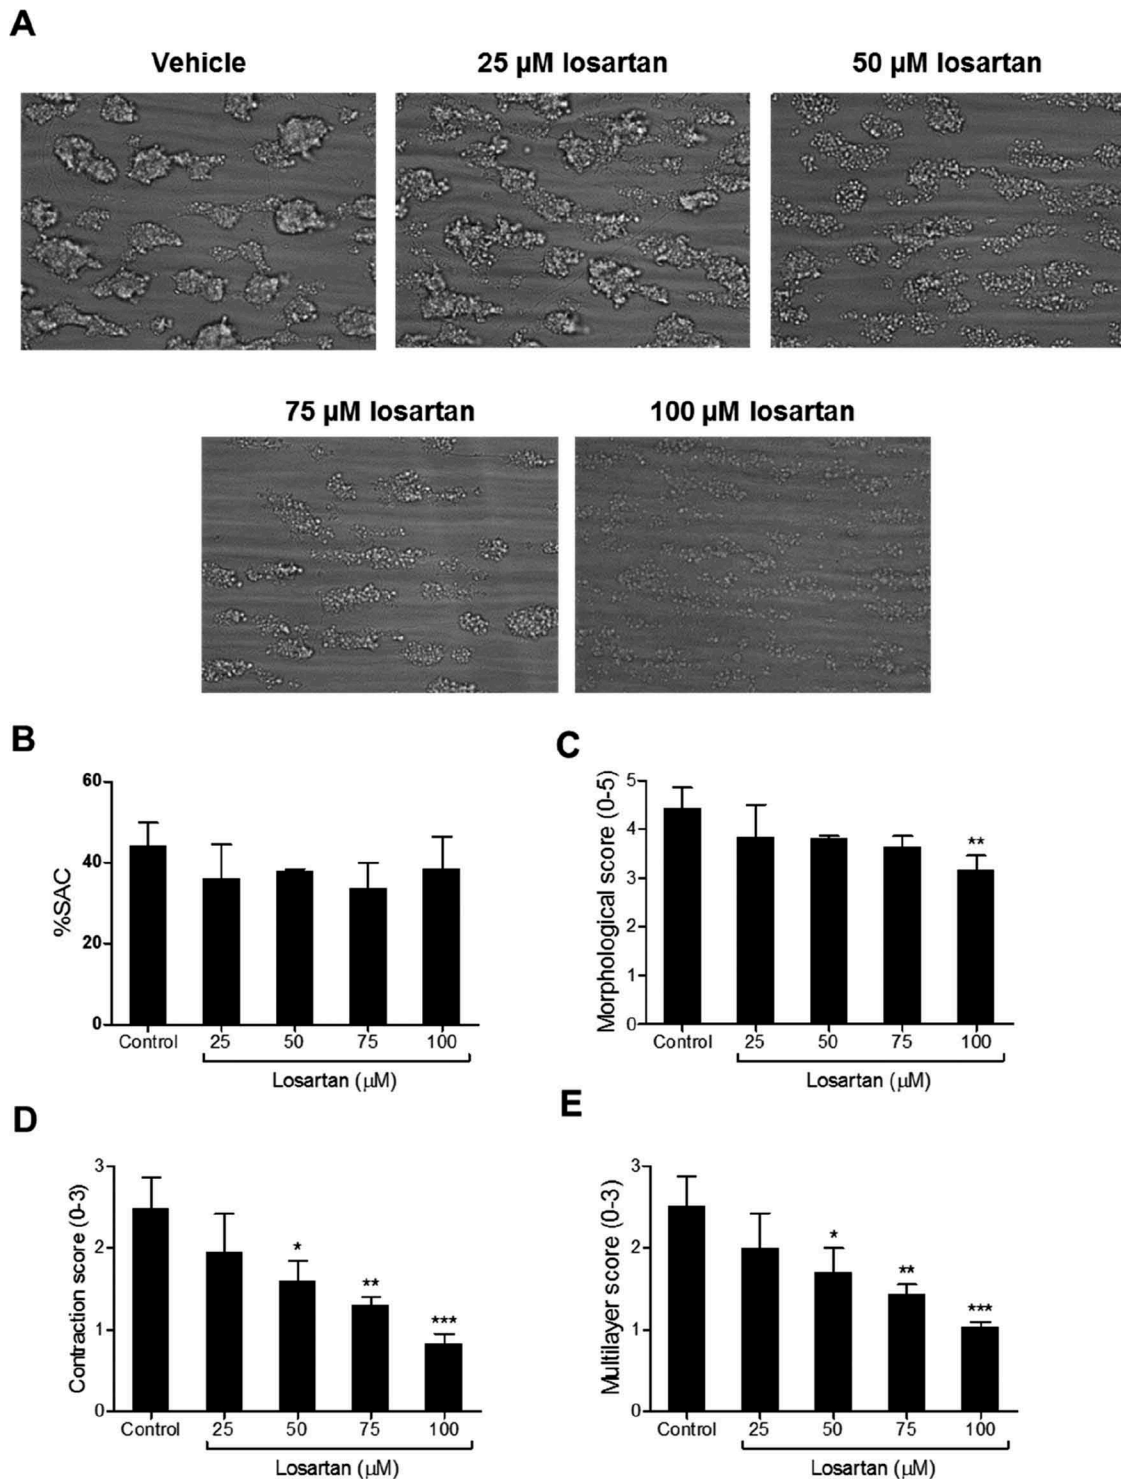 A
Vehicle
25 µM losartan
50 µM losartan
75 µM losartan
100 µM losartan
B
60
40
20
0
%SAC
Control
25
50
75
100
Losartan (µM)
C
5
4
3
2
1
0
Morphological score (0-5)
**
Control
25
50
75
100
Losartan (µM)
D
3
2
1
0
Contraction score (0-3)
*
**
***
Control
25
50
75
100
Losartan (µM)
E
3
2
1
0
Multilayer score (0-3)
*
**
***
Control
25
50
75
100
Losartan (µM)